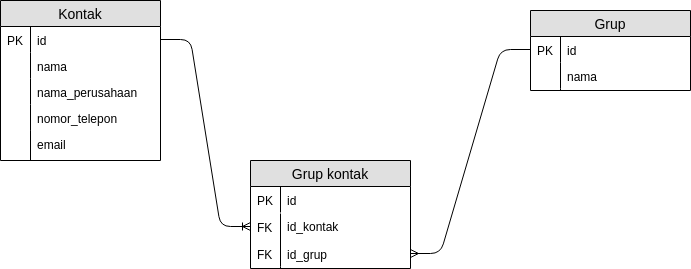 Kontak
PK id
nama
nama_perusahaan
nomor_telepon
email
Grup
PK id
nama
Grup kontak
PK id
FK id_kontak
FK id_grup